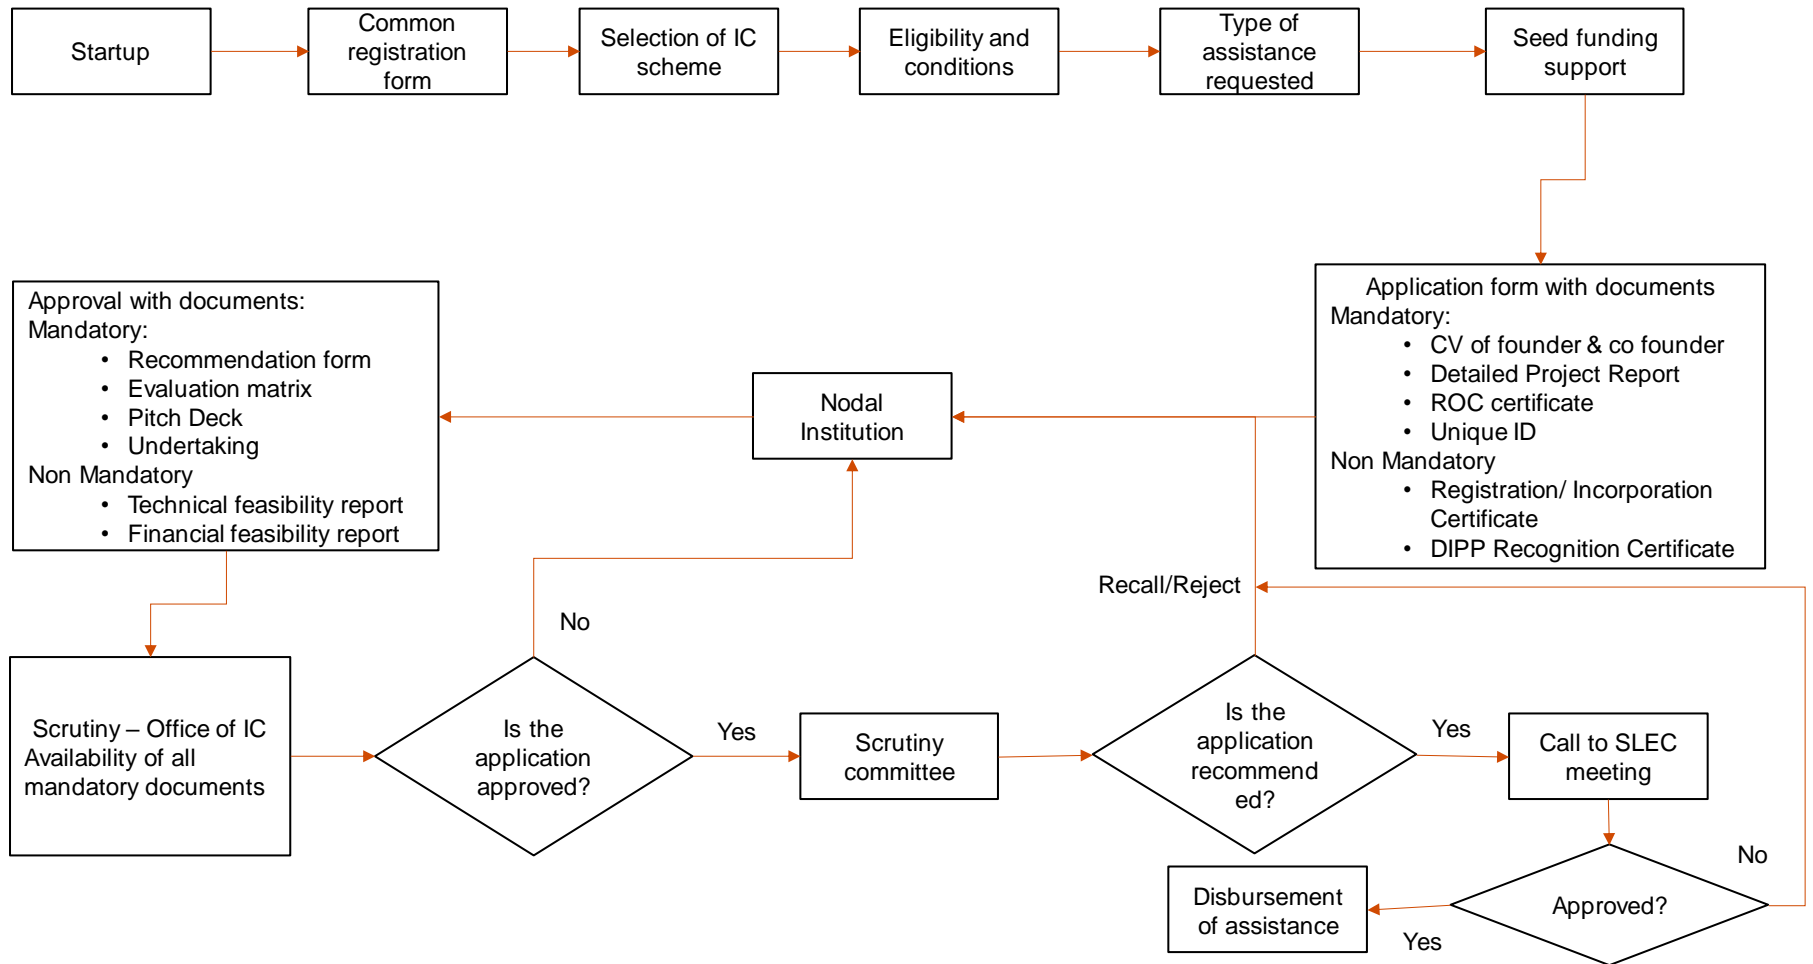 Startup
Common
registration
form
Selection of IC
scheme
Eligibility and
conditions
Type of
assistance
requested
Seed funding
support
Application form with documents
Mandatory:
• CV of founder & co founder
• Detailed Project Report
• ROC certificate
• Unique ID
Non Mandatory
• Registration/ Incorporation
Certificate
• DIPP Recognition Certificate
Nodal
Institution
Approval with documents:
Mandatory:
• Recommendation form
• Evaluation matrix
• Pitch Deck
• Undertaking
Non Mandatory
• Technical feasibility report
• Financial feasibility report
Scrutiny – Office of IC
Availability of all
mandatory documents
Is the
application
approved?
No
Yes
Scrutiny
committee
Is the
application
recommend
ed?
Recall/Reject
Yes
Call to SLEC
meeting
Approved?
No
Yes
Disbursement
of assistance